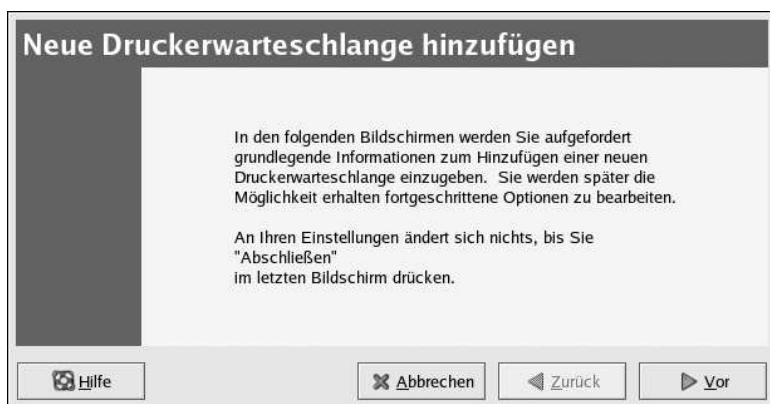 Neue Druckerwarteschlange hinzufügen
In den folgenden Bildschirmen werden Sie aufgefordert
grundlegende Informationen zum Hinzufügen einer neuen
Druckerwarteschlange einzugeben.  Sie werden später die
Möglichkeit erhalten fortgeschrittene Optionen zu bearbeiten.
An Ihren Einstellungen ändert sich nichts, bis Sie
"Abschließen"
im letzten Bildschirm drücken.
Hilfe
Abbrechen
Zurück
Vor